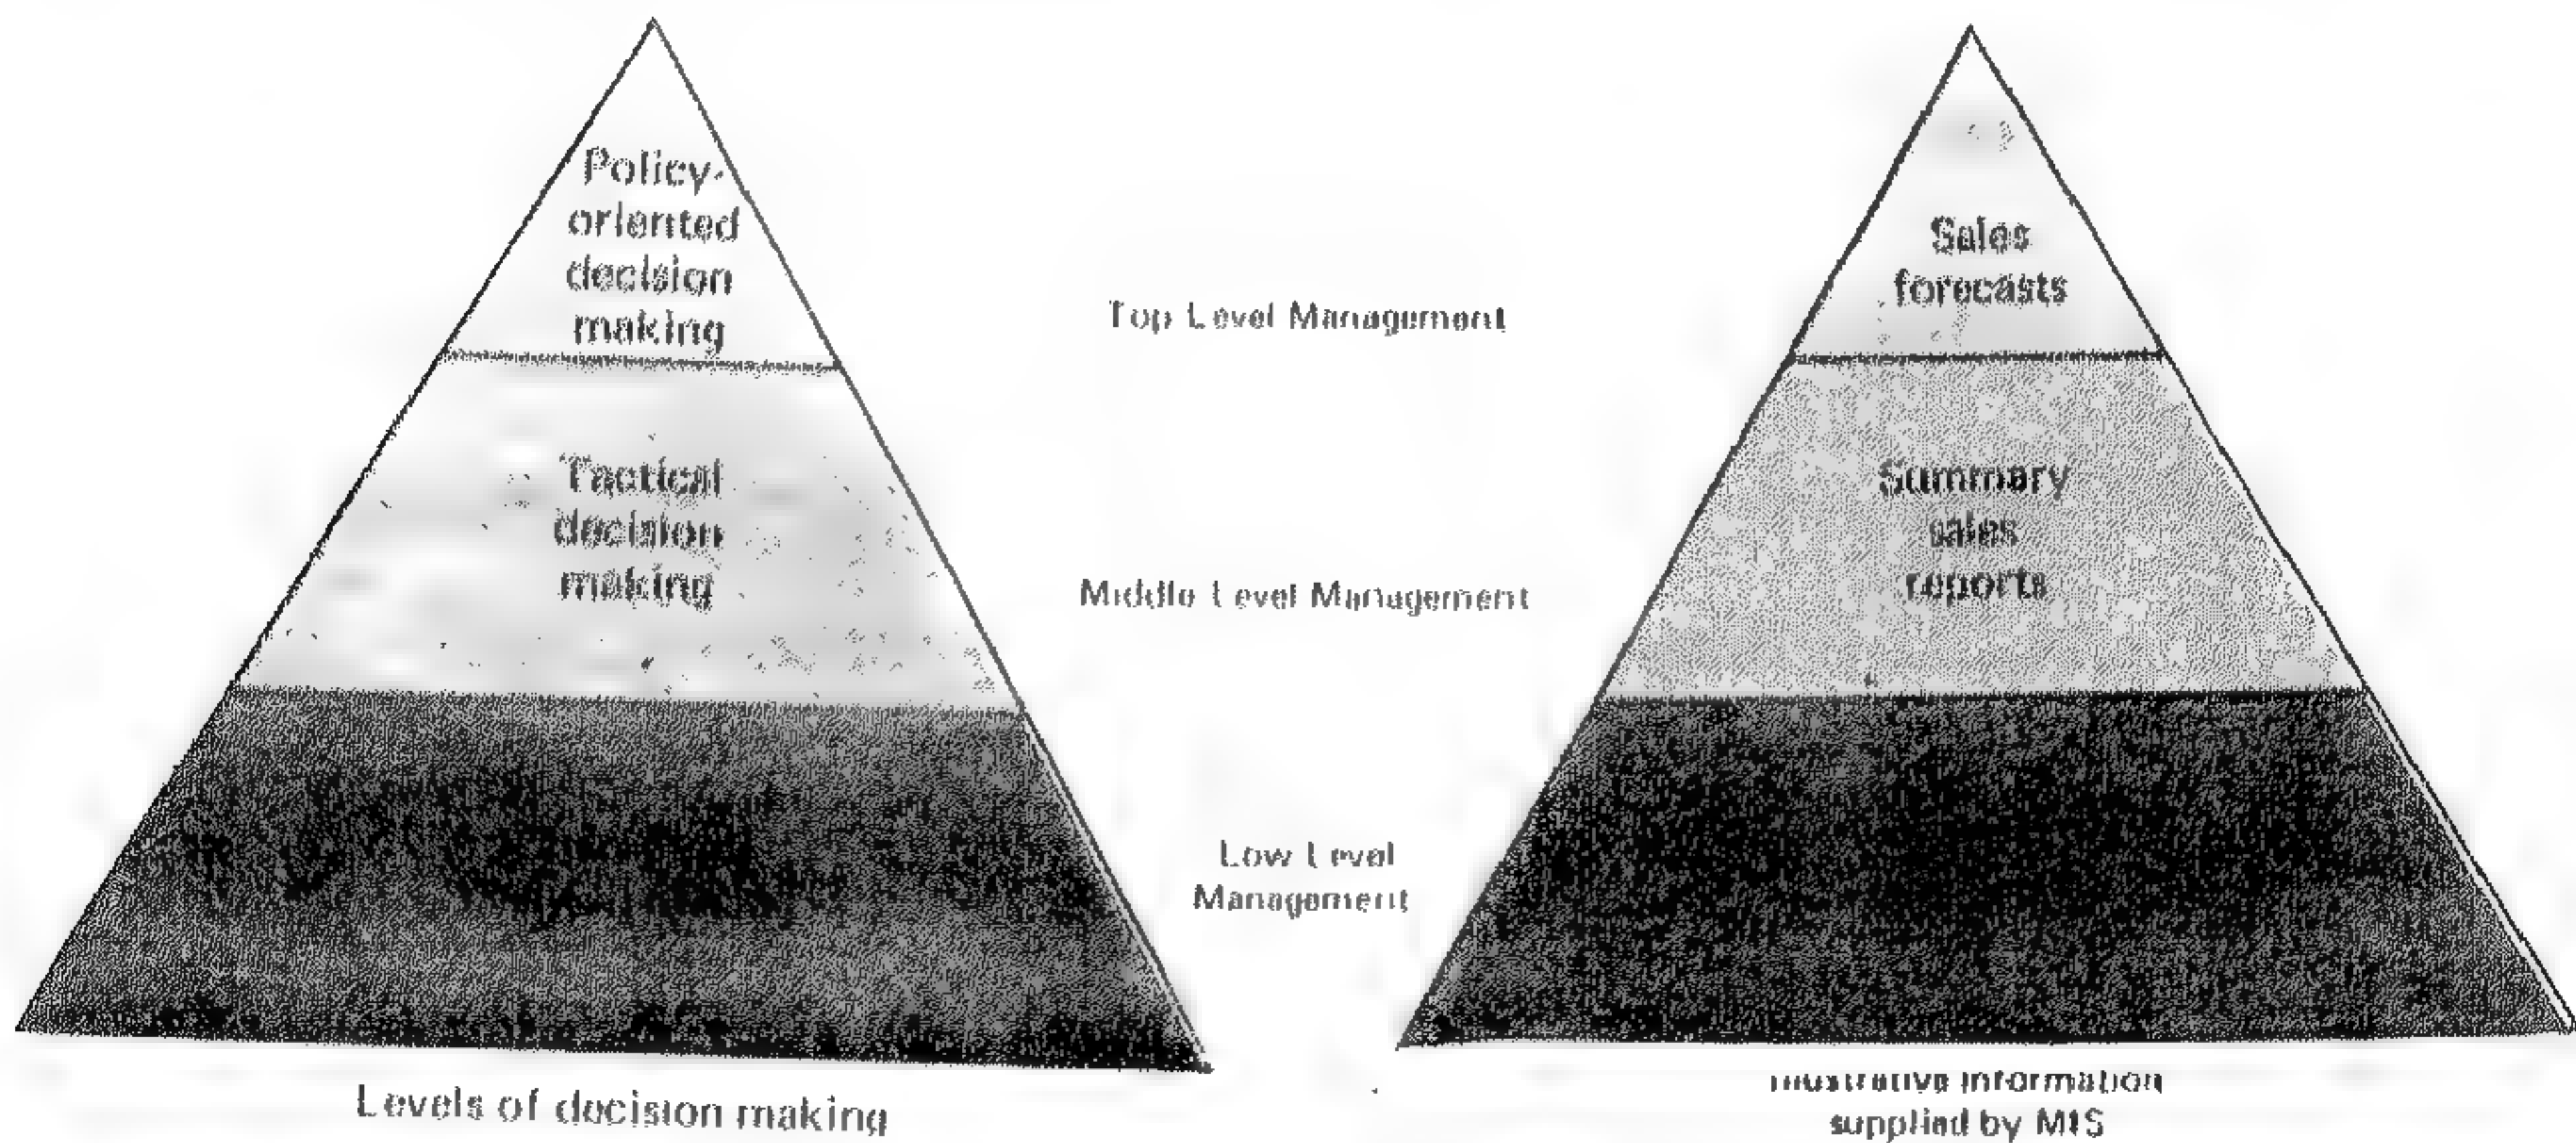 Policy-
oriented
decision
making
Tactical
decision
making
Levels of decision making
Top Level Management
Middle Level Management
Low Level
Management
Sales
forecasts
Summary
sales
reports
Illustrative information
supplied by MIS